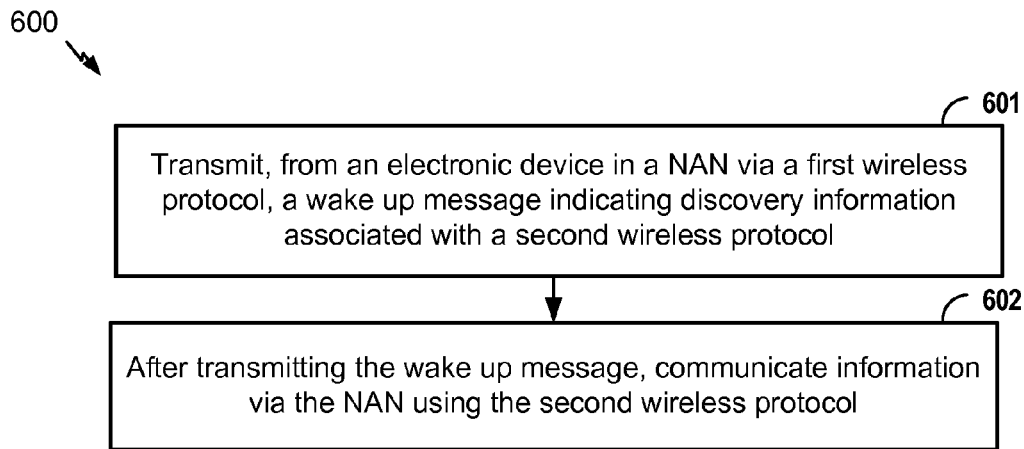 600
601
Transmit, from an electronic device in a NAN via a first wireless
protocol, a wake up message indicating discovery information
associated with a second wireless protocol
602
After transmitting the wake up message, communicate information
via the NAN using the second wireless protocol